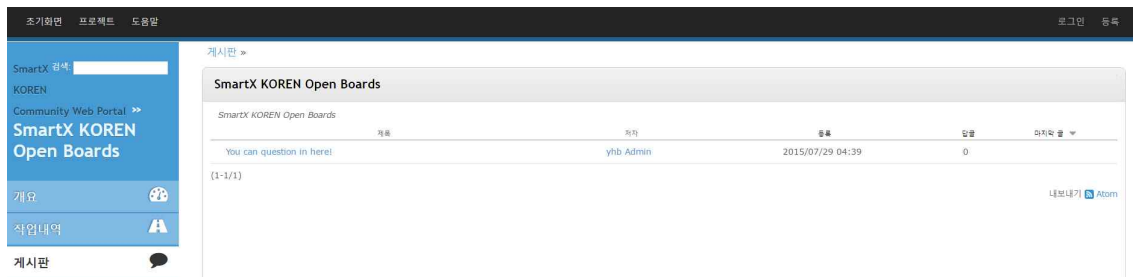 초기화면 프로젝트 도움말 로그인 등록
SmartX 검색:
KOREN
Community Web Portal »
SmartX KOREN
Open Boards
개요
작업내역
게시판
게시판 »
SmartX KOREN Open Boards
SmartX KOREN Open Boards
제목 저자 등록 답글 마지막 글
You can question in here! yhb Admin 2015/07/29 04:39 0
(1-1/1)
내보내기 Atom